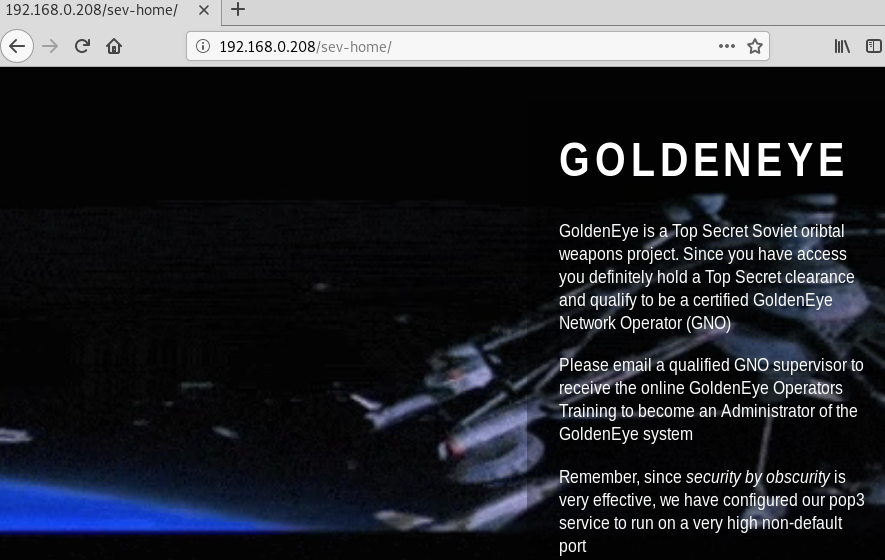 192.168.0.208/sev-home/
192.168.0.208/sev-home/
GOLDENEYE
GoldenEye is a Top Secret Soviet oribtal
weapons project. Since you have access
you definitely hold a Top Secret clearance
and qualify to be a certified GoldenEye
Network Operator (GNO)
Please email a qualified GNO supervisor to
receive the online GoldenEye Operators
Training to become an Administrator of the
GoldenEye system
Remember, since security by obscurity is
very effective, we have configured our pop3
service to run on a very high non-default
port